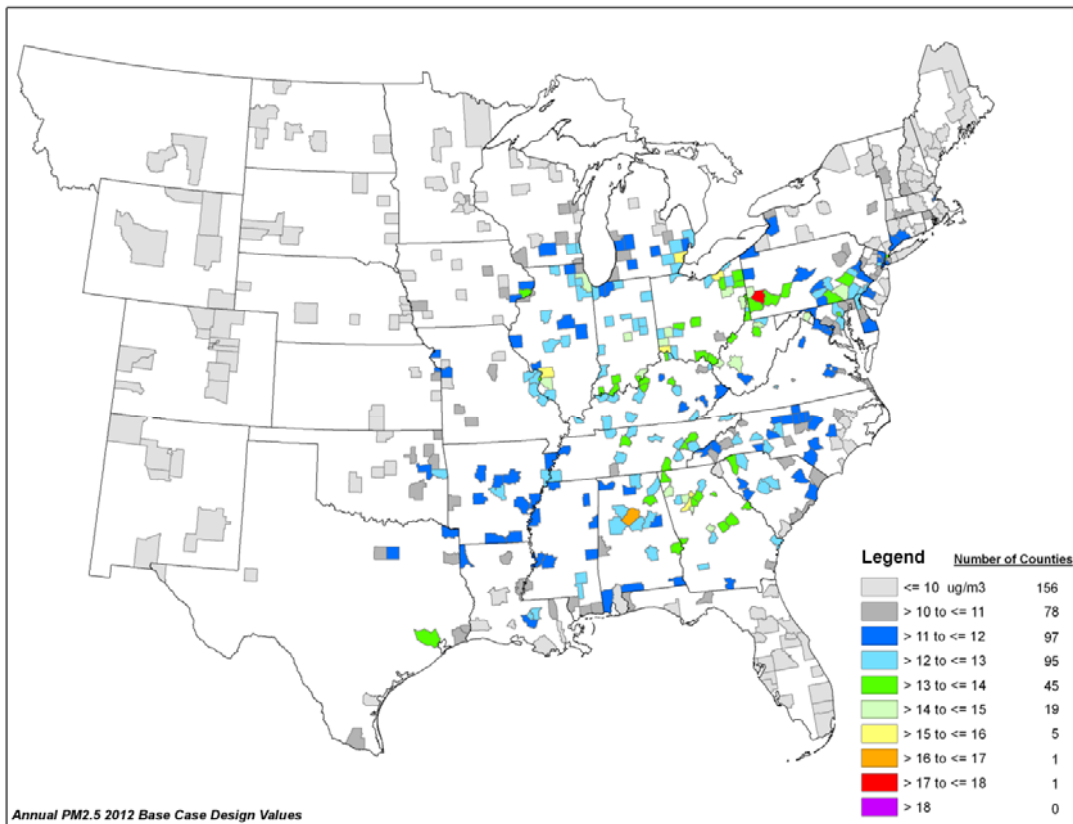 Legend Number of Counties
<= 10 ug/m3 156
> 10 to <= 11 78
> 11 to <= 12 97
> 12 to <= 13 95
> 13 to <= 14 45
> 14 to <= 15 19
> 15 to <= 16 5
> 16 to <= 17 1
> 17 to <= 18 1
> 18 0
Annual PM2.5 2012 Base Case Design Values